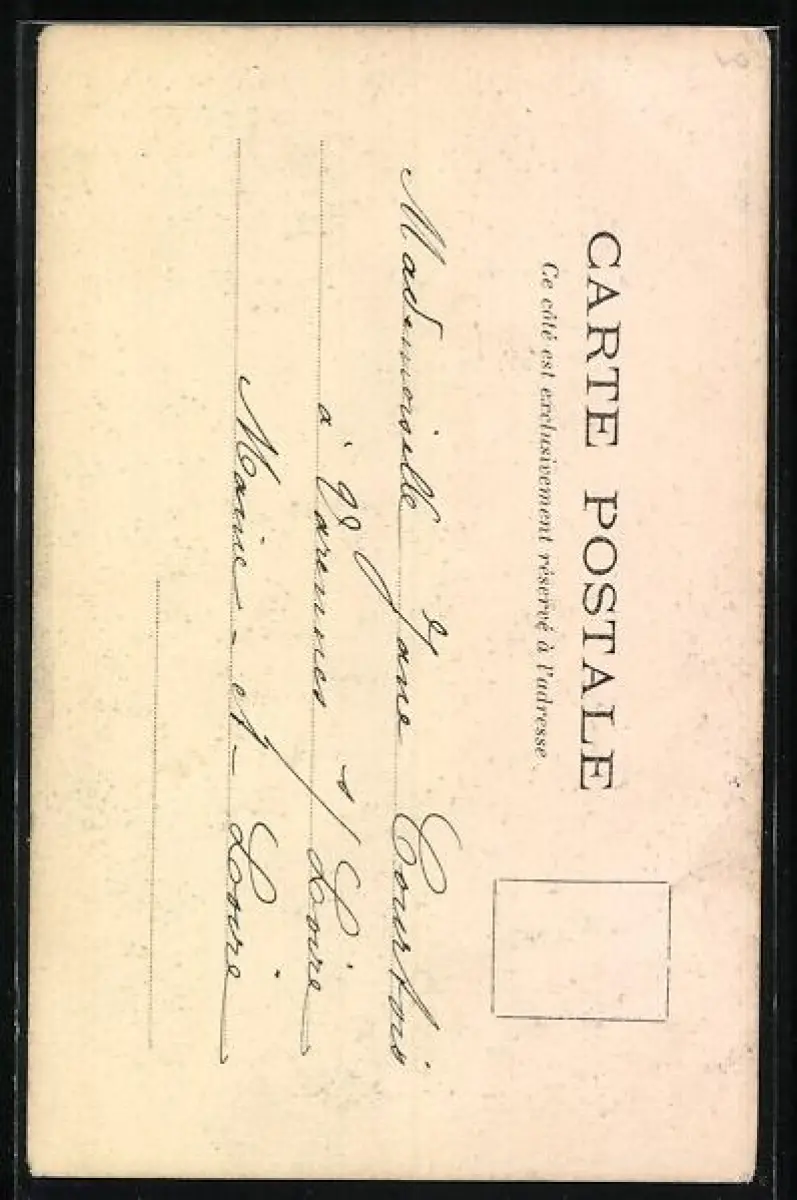 CARTE POSTALE
Ce côté est exclusivement réservé à l'adresse
Mademoiselle Jane Courtois
à Varennes s/ Loire
Maine-et-Loire